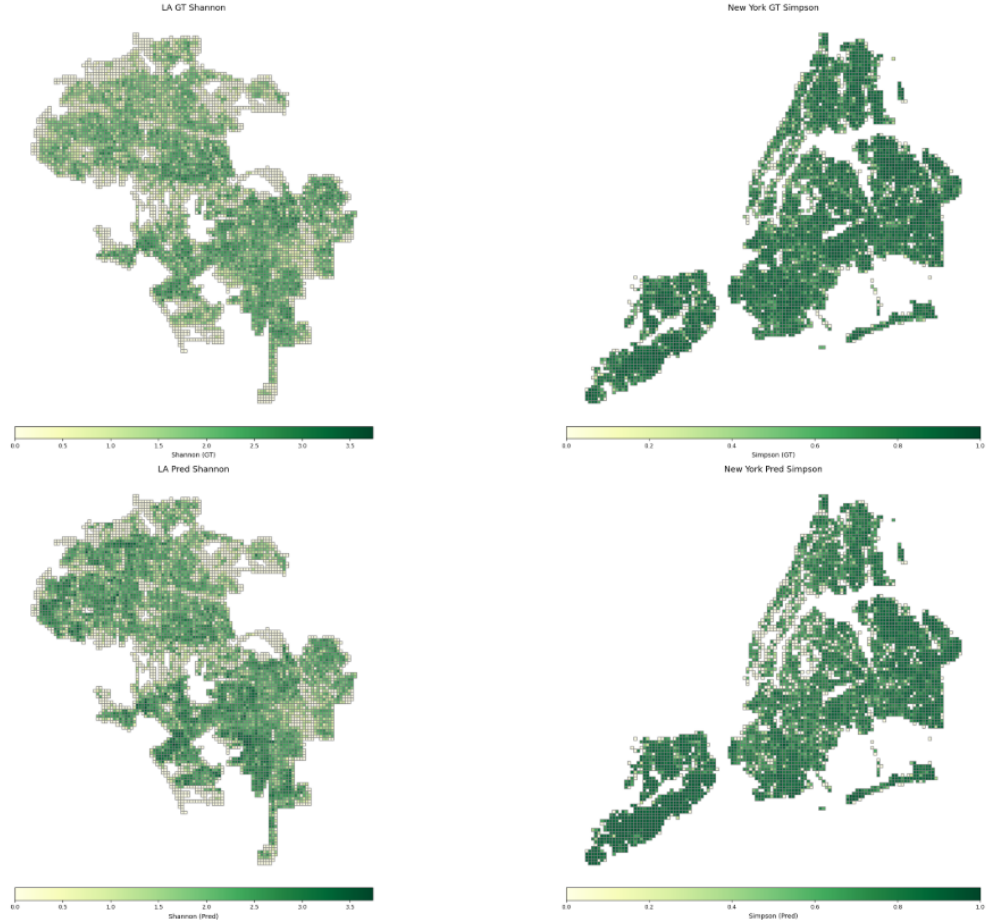 LA GT Shannon
New York GT Simpson
0.0 0.5 1.0 1.5 2.0 2.5 3.0 3.5
Shannon (GT)
0.0 0.2 0.4 0.6 0.8 1.0
Simpson (GT)
LA Pred Shannon
New York Pred Simpson
0.0 0.5 1.0 1.5 2.0 2.5 3.0 3.5
Shannon (Pred)
0.0 0.2 0.4 0.6 0.8 1.0
Simpson (Pred)